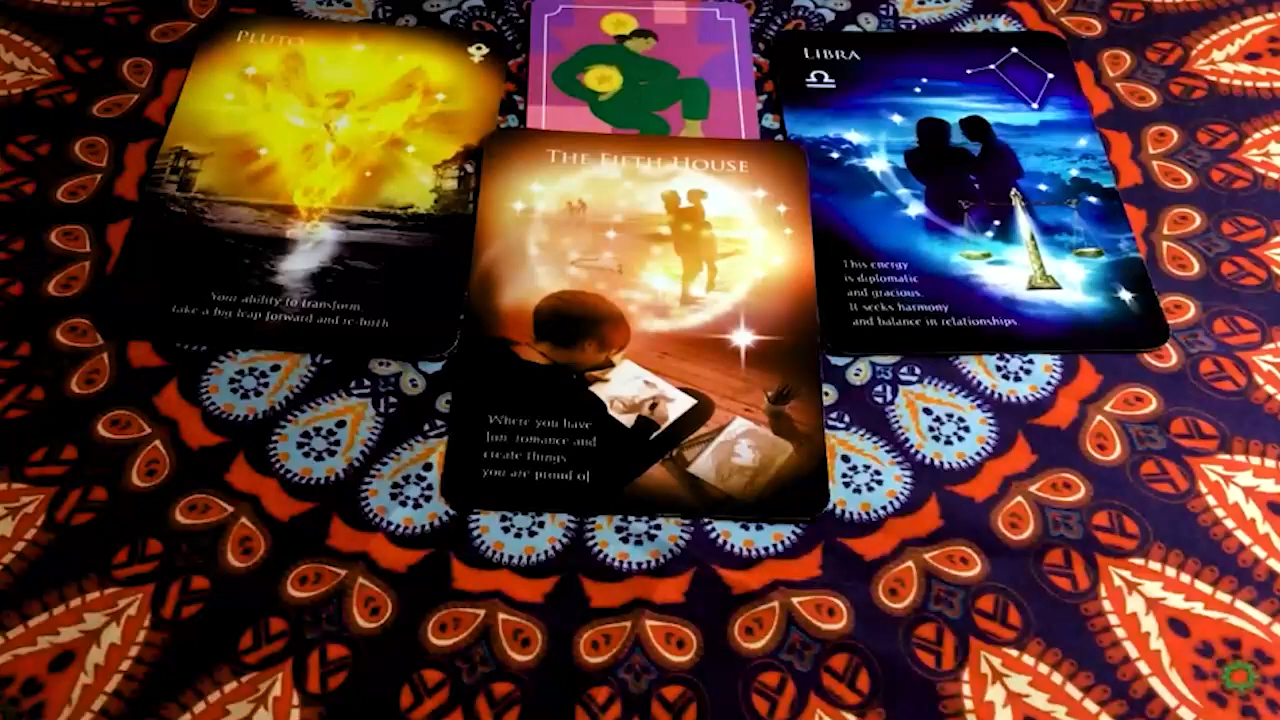 PLUTO
Your ability to transform
take a big leap forward and re-birth
THE FIFTH HOUSE
Where you have
fun, romance and
create things
you are proud of
LIBRA
This energy
is diplomatic
and gracious.
It seeks harmony
and balance in relationships.